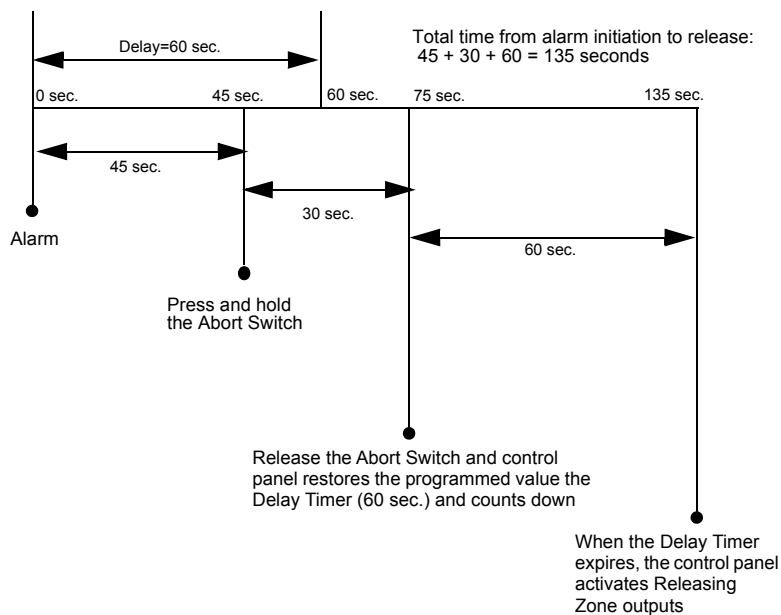 Delay=60 sec.
Total time from alarm initiation to release:
45 + 30 + 60 = 135 seconds
0 sec.
45 sec.
60 sec.
75 sec.
135 sec.
45 sec.
30 sec.
60 sec.
Alarm
Press and hold
the Abort Switch
Release the Abort Switch and control
panel restores the programmed value the
Delay Timer (60 sec.) and counts down
When the Delay Timer
expires, the control panel
activates Releasing
Zone outputs